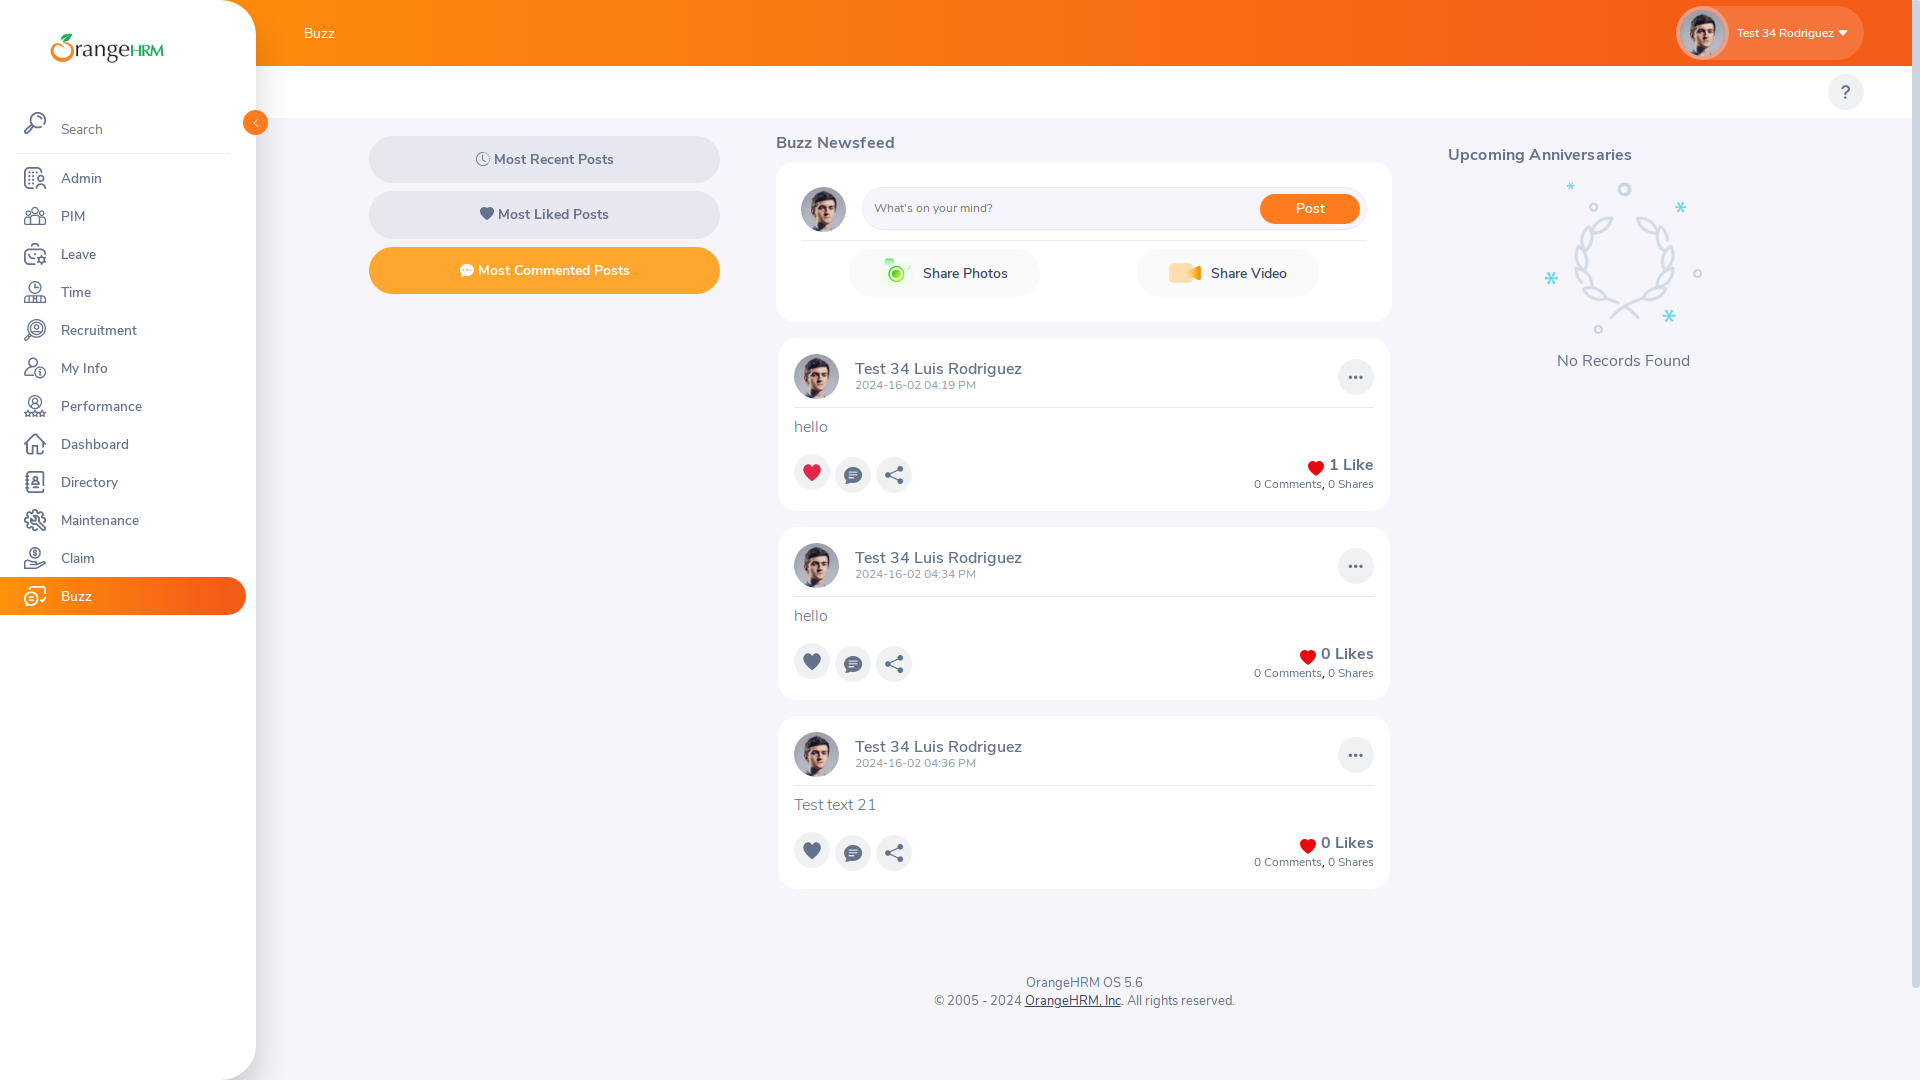 OrangeHRM
Search
Admin
PIM
Leave
Time
Recruitment
My Info
Performance
Dashboard
Directory
Maintenance
Claim
Buzz
Buzz
Test 34 Rodriguez
?
Most Recent Posts
Most Liked Posts
Most Commented Posts
Buzz Newsfeed
What's on your mind?
Post
Share Photos
Share Video
Test 34 Luis Rodriguez
2024-16-02 04:19 PM
hello
1 Like
0 Comments, 0 Shares
Test 34 Luis Rodriguez
2024-16-02 04:34 PM
hello
0 Likes
0 Comments, 0 Shares
Test 34 Luis Rodriguez
2024-16-02 04:36 PM
Test text 21
0 Likes
0 Comments, 0 Shares
Upcoming Anniversaries
No Records Found
OrangeHRM OS 5.6
© 2005 - 2024 OrangeHRM, Inc. All rights reserved.